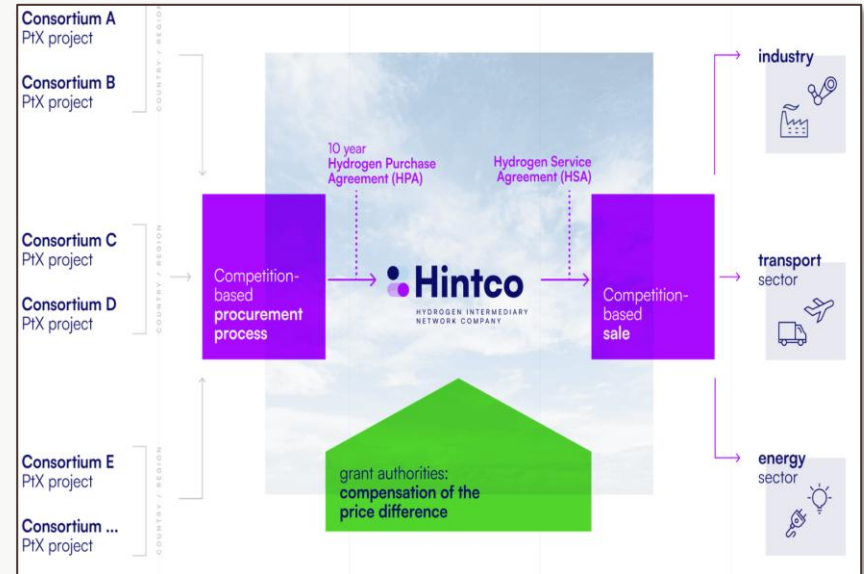 Consortium A
PtX project
Consortium B
PtX project
COUNTRY / REGION
Consortium C
PtX project
Consortium D
PtX project
COUNTRY / REGION
Consortium E
PtX project
Consortium ...
PtX project
COUNTRY / REGION
Competition-
based
procurement
process
10 year
Hydrogen Purchase
Agreement (HPA)
Hintco
HYDROGEN INTERMEDIARY
NETWORK COMPANY
Hydrogen Service
Agreement (HSA)
Competition-
based
sale
grant authorities:
compensation of the
price difference
industry
transport
sector
energy
sector